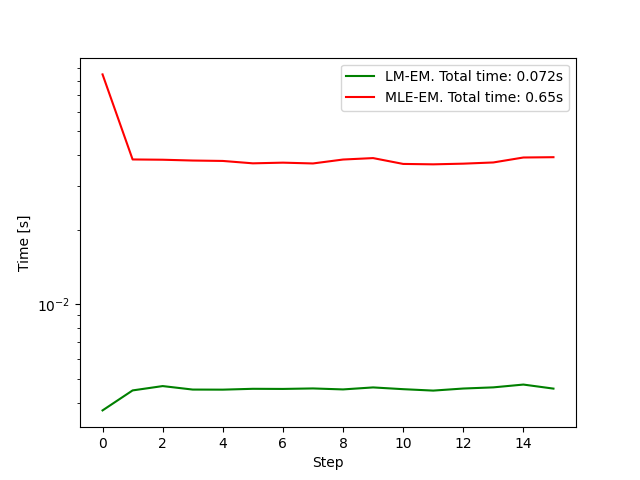 LM-EM. Total time: 0.072s
MLE-EM. Total time: 0.65s
Time [s]
10⁻²
0 2 4 6 8 10 12 14
Step